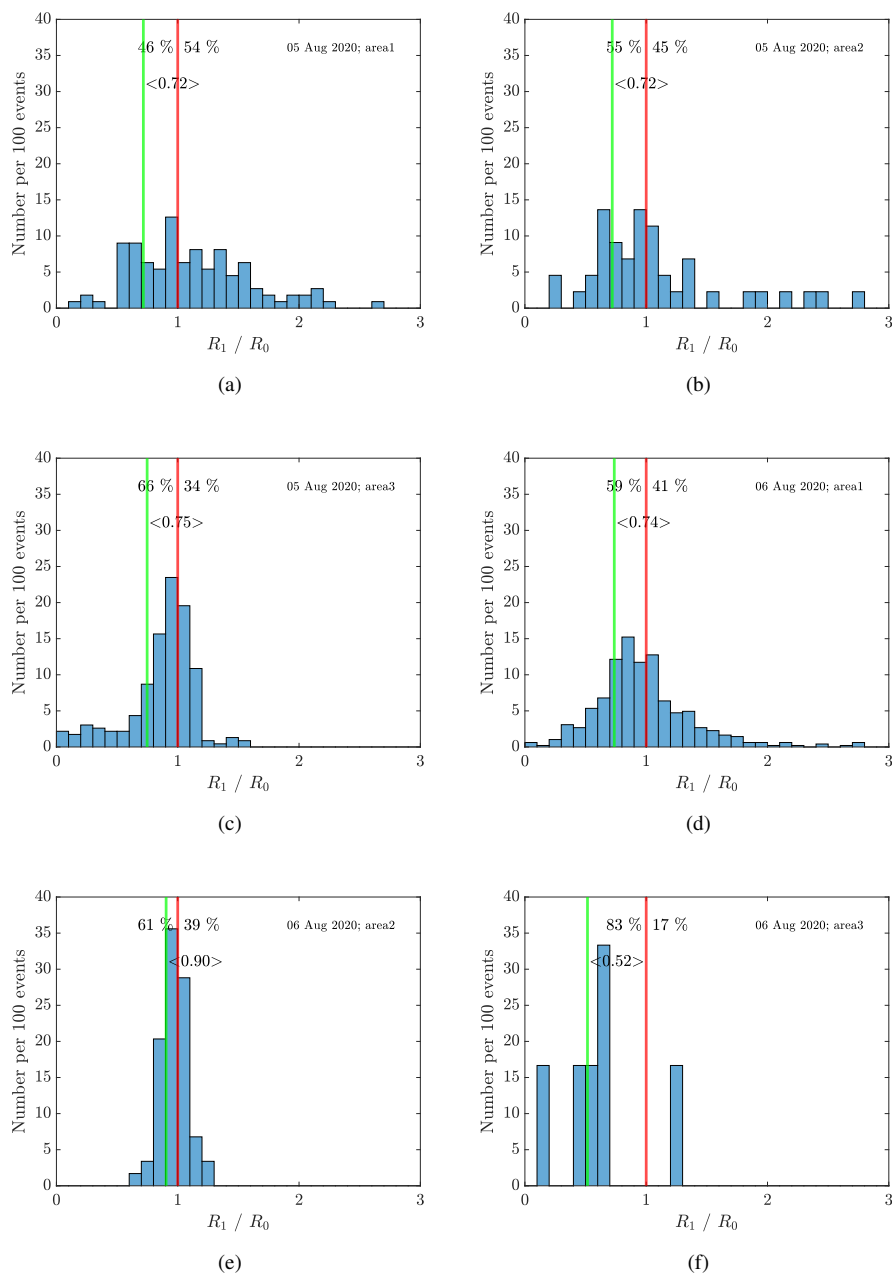 40
35
30
25
20
15
10
5
0
Number per 100 events
46 % 54 %
05 Aug 2020; area1
<0.72>
0 1 2 3
R1 / R0
(a)
40
35
30
25
20
15
10
5
0
Number per 100 events
55 % 45 %
05 Aug 2020; area2
<0.72>
0 1 2 3
R1 / R0
(b)
40
35
30
25
20
15
10
5
0
Number per 100 events
66 % 34 %
05 Aug 2020; area3
<0.75>
0 1 2 3
R1 / R0
(c)
40
35
30
25
20
15
10
5
0
Number per 100 events
59 % 41 %
06 Aug 2020; area1
<0.74>
0 1 2 3
R1 / R0
(d)
40
35
30
25
20
15
10
5
0
Number per 100 events
61 % 39 %
06 Aug 2020; area2
<0.90>
0 1 2 3
R1 / R0
(e)
40
35
30
25
20
15
10
5
0
Number per 100 events
83 % 17 %
06 Aug 2020; area3
<0.52>
0 1 2 3
R1 / R0
(f)